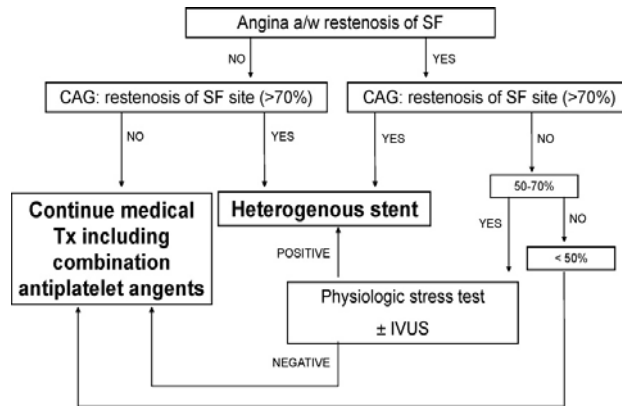 Angina a/w restenosis of SF
NO
YES
CAG: restenosis of SF site (>70%)
CAG: restenosis of SF site (>70%)
NO
YES
YES
NO
50-70%
Continue medical
Tx including
combination
antiplatelet angents
Heterogenous stent
YES
NO
POSITIVE
< 50%
Physiologic stress test
± IVUS
NEGATIVE